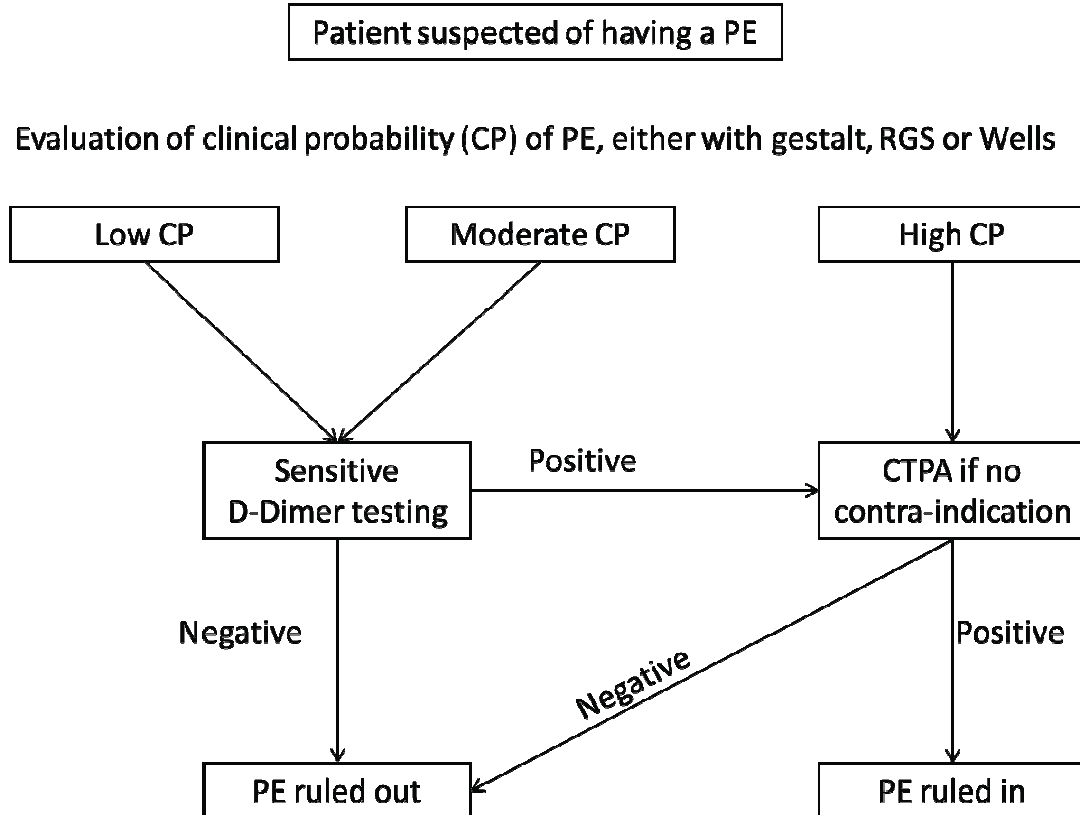 Patient suspected of having a PE
Evaluation of clinical probability (CP) of PE, either with gestalt, RGS or Wells
Low CP
Moderate CP
High CP
Sensitive
D-Dimer testing
Positive
CTPA if no
contra-indication
Negative
Negative
Positive
PE ruled out
PE ruled in